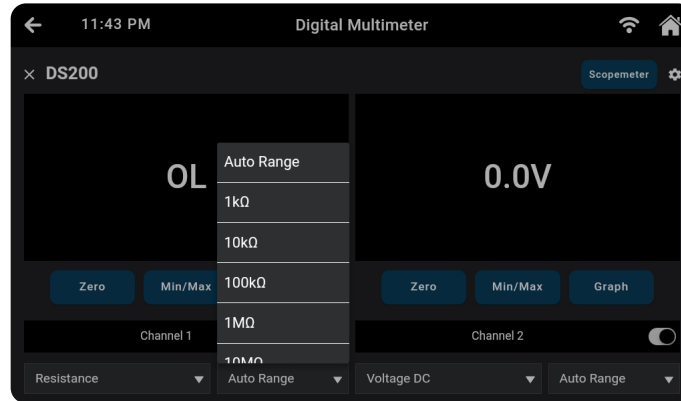 11:43 PM
Digital Multimeter
DS200
Scopemeter
OL
0.0V
Auto Range
1kΩ
10kΩ
100kΩ
1MΩ
10MΩ
Zero
Min/Max
Zero
Min/Max
Graph
Channel 1
Channel 2
Resistance
Auto Range
Voltage DC
Auto Range